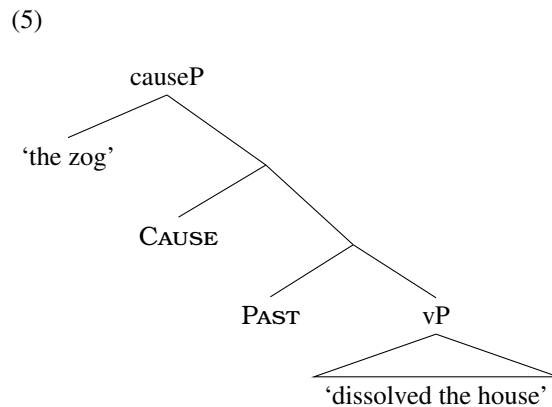 (5)
causeP
‘the zog’
CAUSE
PAST vP
‘dissolved the house’